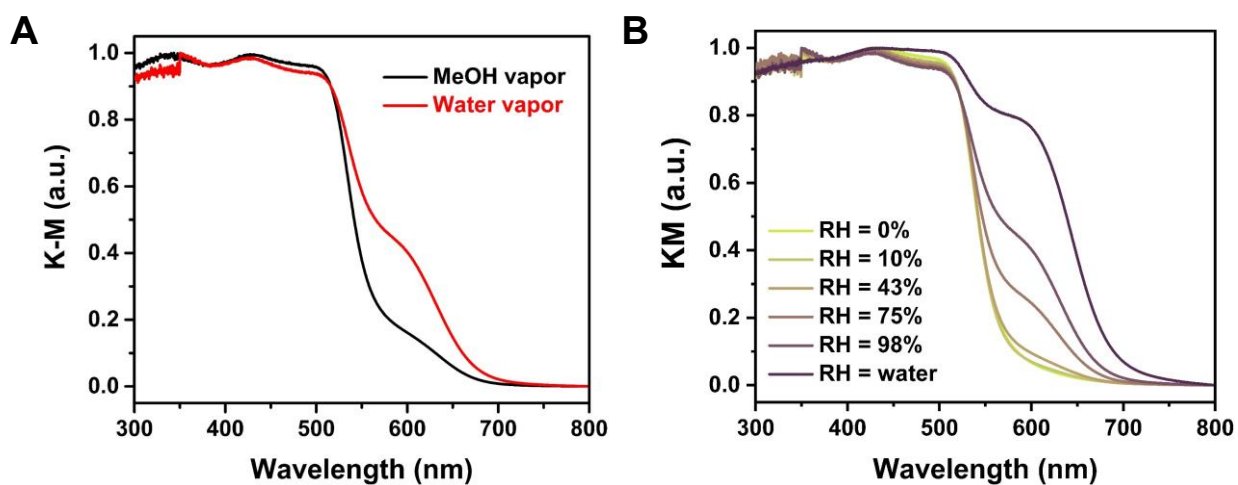 A
K-M (a.u.)
1.0
0.8
0.6
0.4
0.2
0.0
MeOH vapor
Water vapor
300 400 500 600 700 800
Wavelength (nm)
B
KM (a.u.)
1.0
0.8
0.6
0.4
0.2
0.0
RH = 0%
RH = 10%
RH = 43%
RH = 75%
RH = 98%
RH = water
300 400 500 600 700 800
Wavelength (nm)